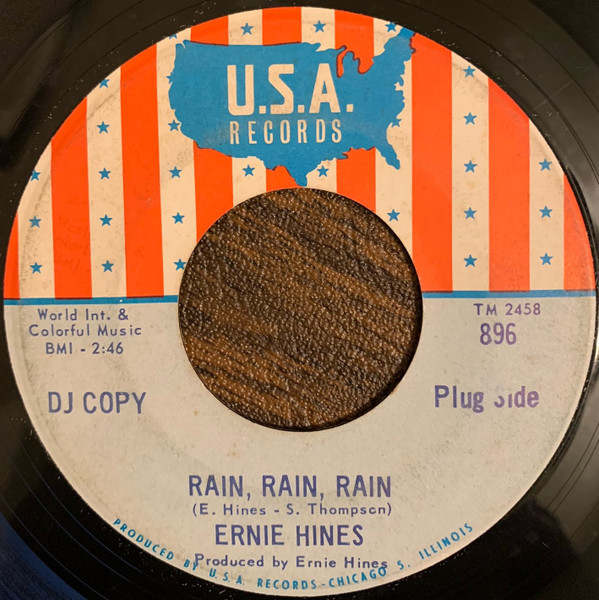 U.S.A.
RECORDS
World Int. &
Colorful Music
BMI - 2:46
TM 2458
896
DJ COPY
Plug Side
RAIN, RAIN, RAIN
(E. Hines - S. Thompson)
ERNIE HINES
Produced by Ernie Hines
PRODUCED BY U.S.A. RECORDS - CHICAGO 5, ILLINOIS